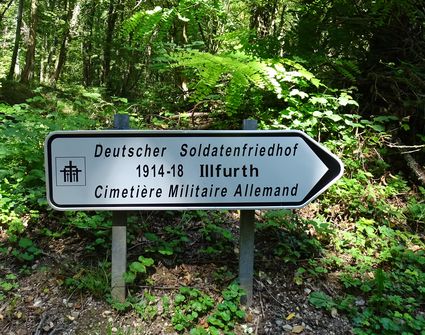 Deutscher Soldatenfriedhof
1914-18 Illfurth
Cimetière Militaire Allemand